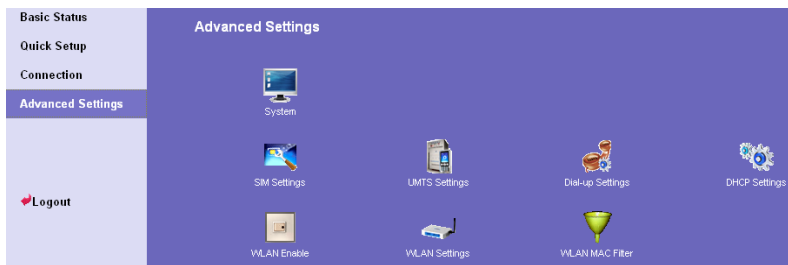 Basic Status
Quick Setup
Connection
Advanced Settings
Logout
Advanced Settings
System
SIM Settings
UMTS Settings
Dial-up Settings
DHCP Settings
WLAN Enable
WLAN Settings
WLAN MAC Filter